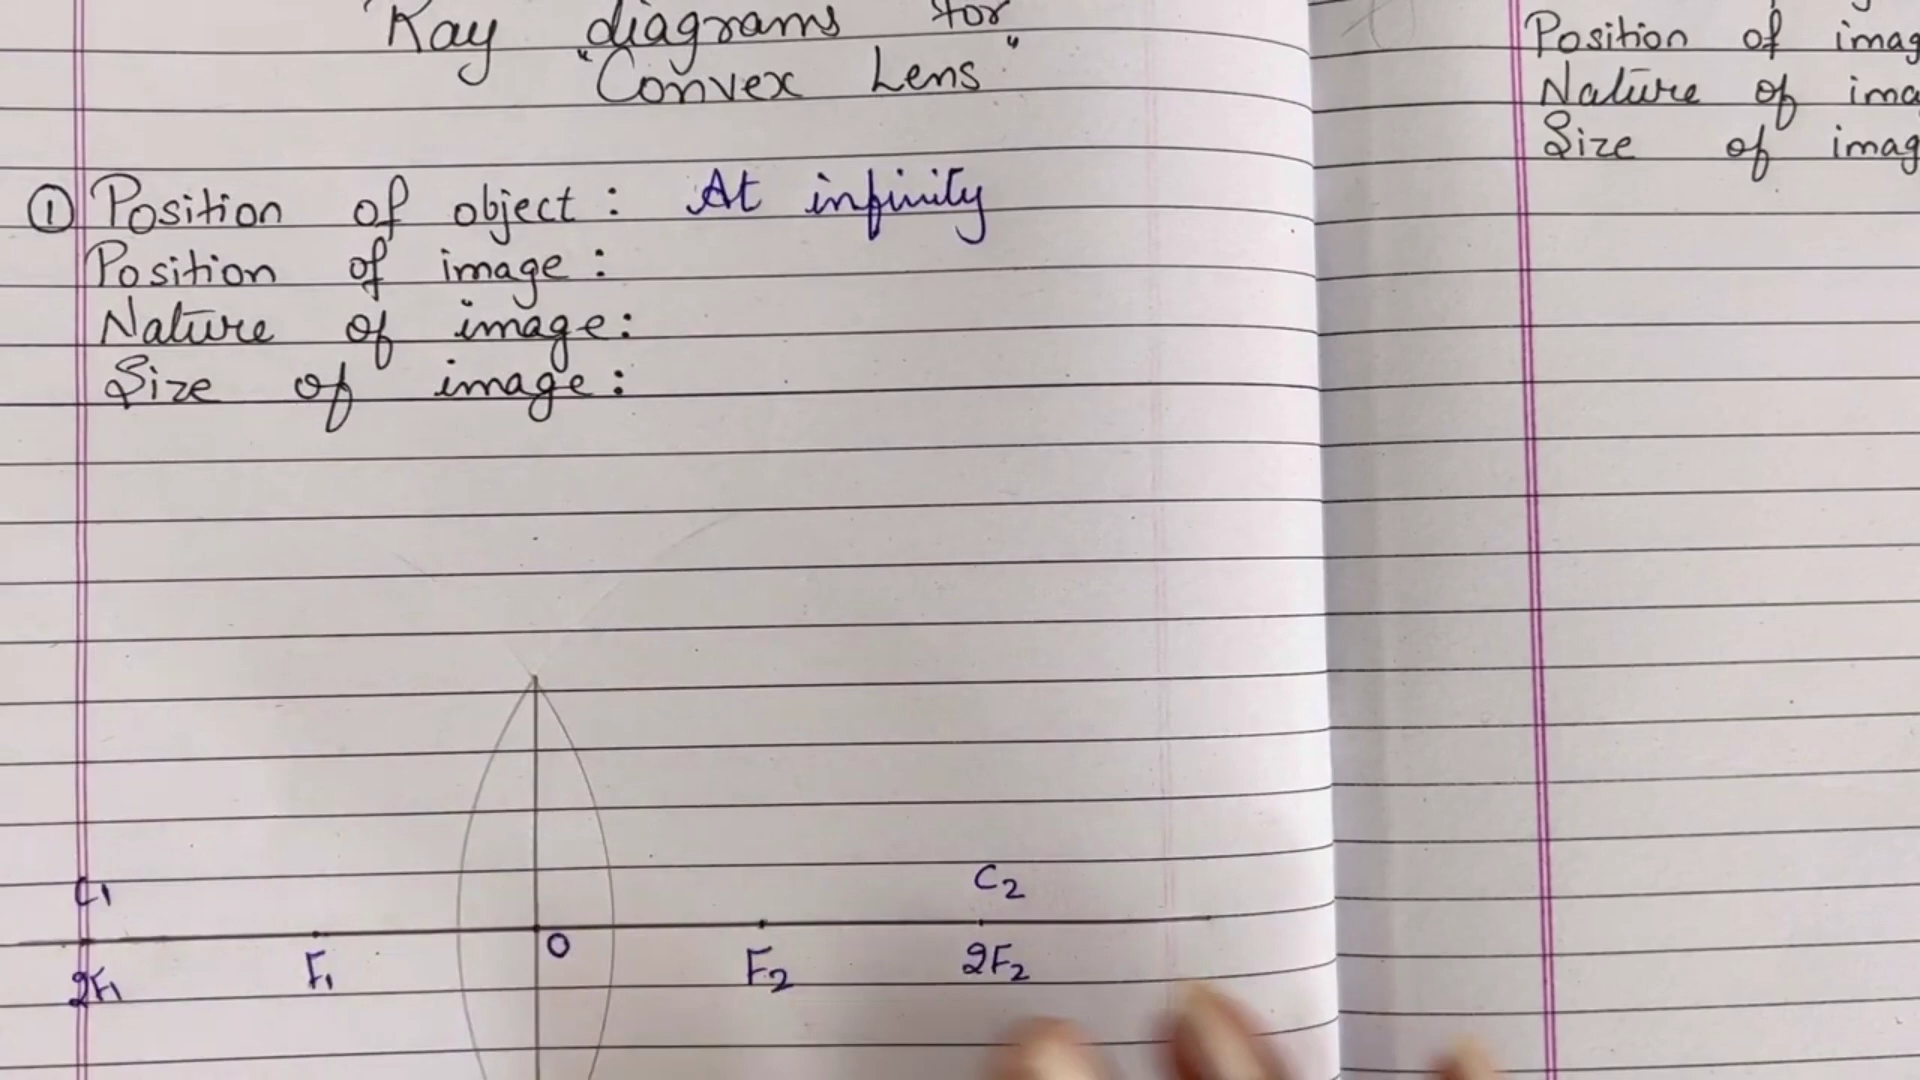 Ray diagrams for
"Convex Lens"
① Position of object : At infinity
Position of image :
Nature of image :
Size of image :
C1
C2
2F1
F1
O
F2
2F2
Position of
Nature of
Size of